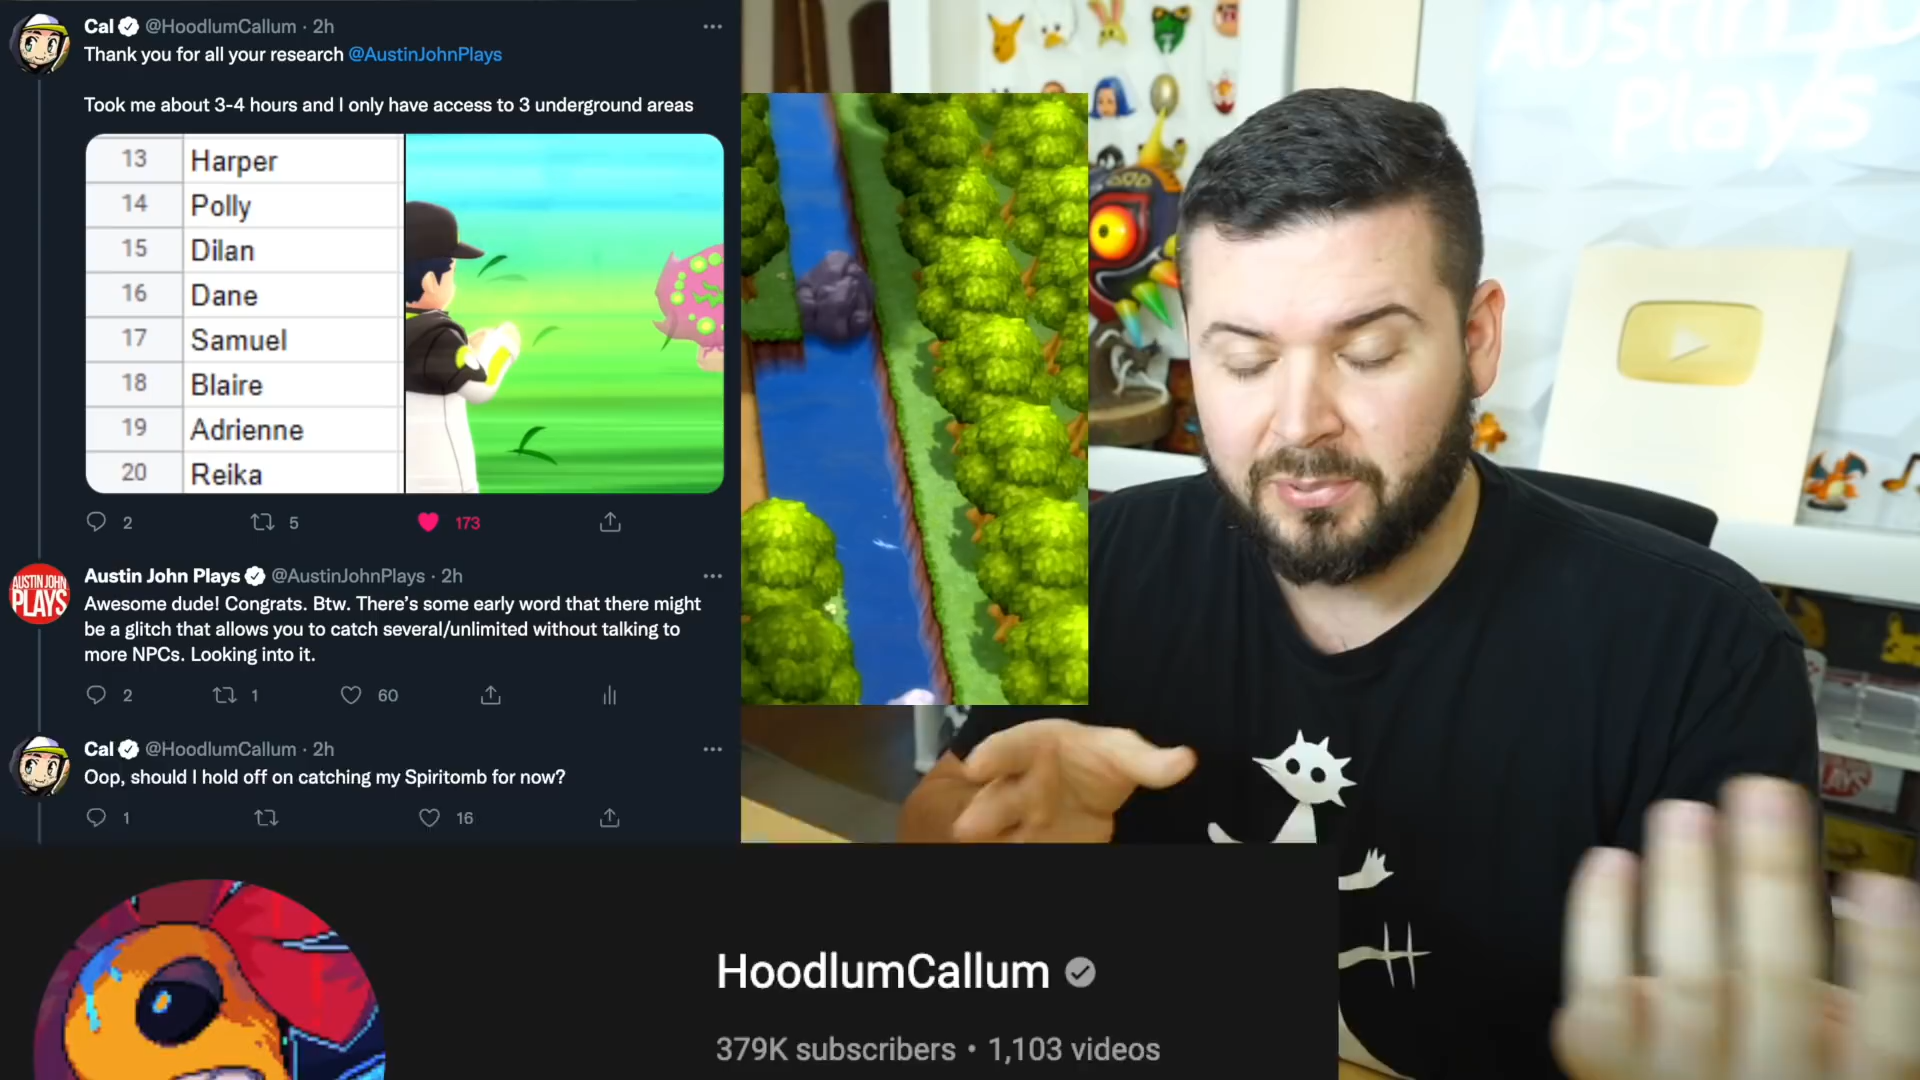 Cal @HoodlumCallum · 2h
Thank you for all your research @AustinJohnPlays
Took me about 3-4 hours and I only have access to 3 underground areas
13 Harper
14 Polly
15 Dilan
16 Dane
17 Samuel
18 Blaire
19 Adrienne
20 Reika
2 5 173
AUSTIN JOHN
PLAYS
Austin John Plays @AustinJohnPlays · 2h
Awesome dude! Congrats. Btw. There's some early word that there might
be a glitch that allows you to catch several/unlimited without talking to
more NPCs. Looking into it.
2 1 60
Cal @HoodlumCallum · 2h
Oop, should I hold off on catching my Spiritomb for now?
1 16
HoodlumCallum
379K subscribers • 1,103 videos
Plays